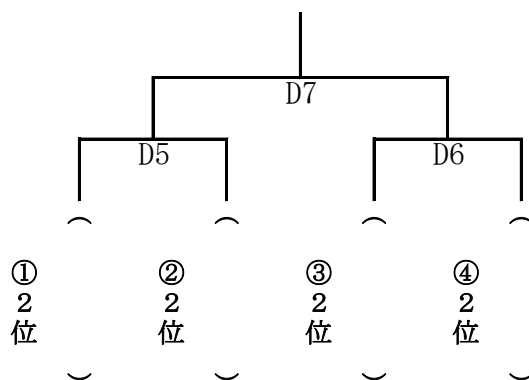 D7
D5
D6
①2位
②2位
③2位
④2位
（　）
（　）
（　）
（　）